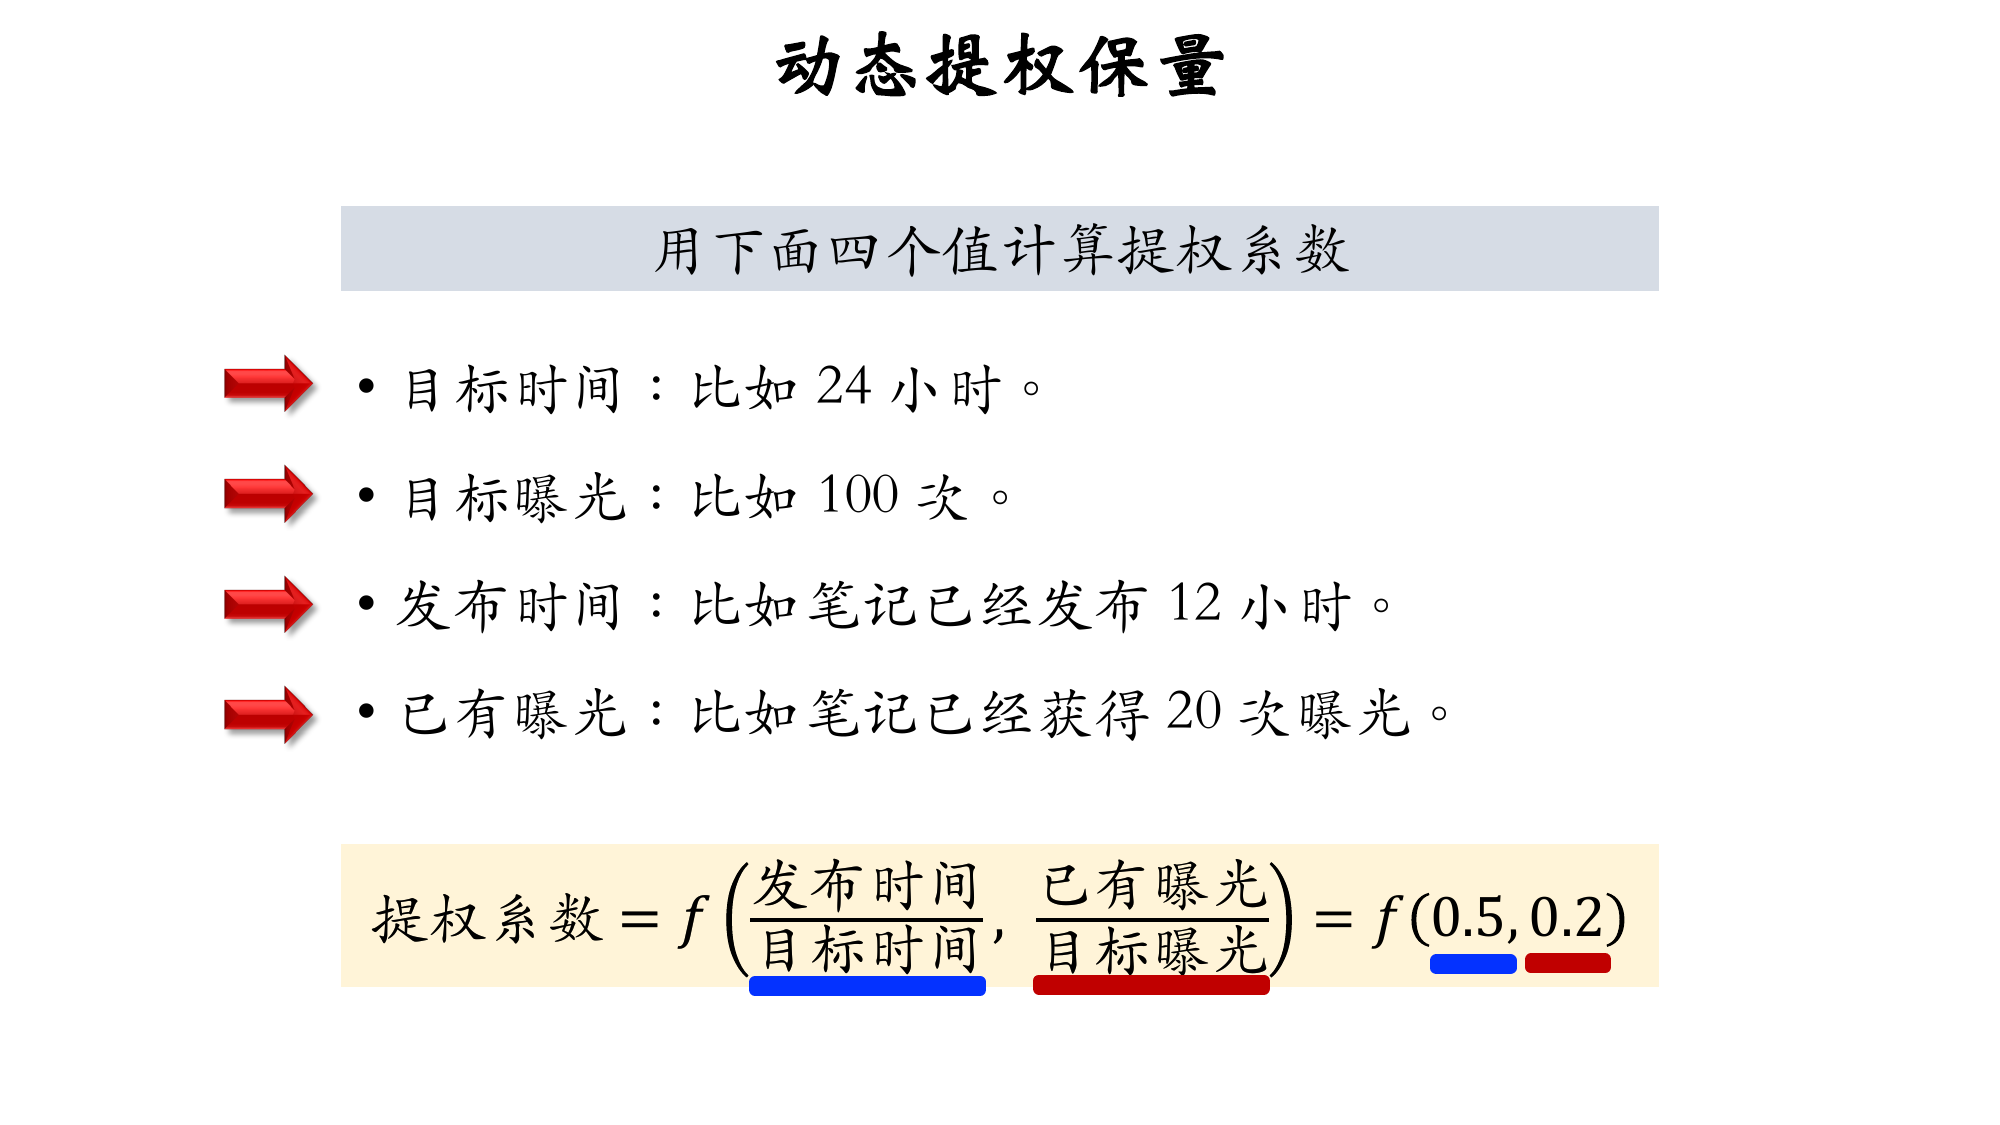 动态提权保量
用下面四个值计算提权系数
• 目标时间：比如 24 小时。
• 目标曝光：比如 100 次。
• 发布时间：比如笔记已经发布 12 小时。
• 已有曝光：比如笔记已经获得 20 次曝光。
提权系数 = f(发布时间/目标时间, 已有曝光/目标曝光) = f(0.5, 0.2)